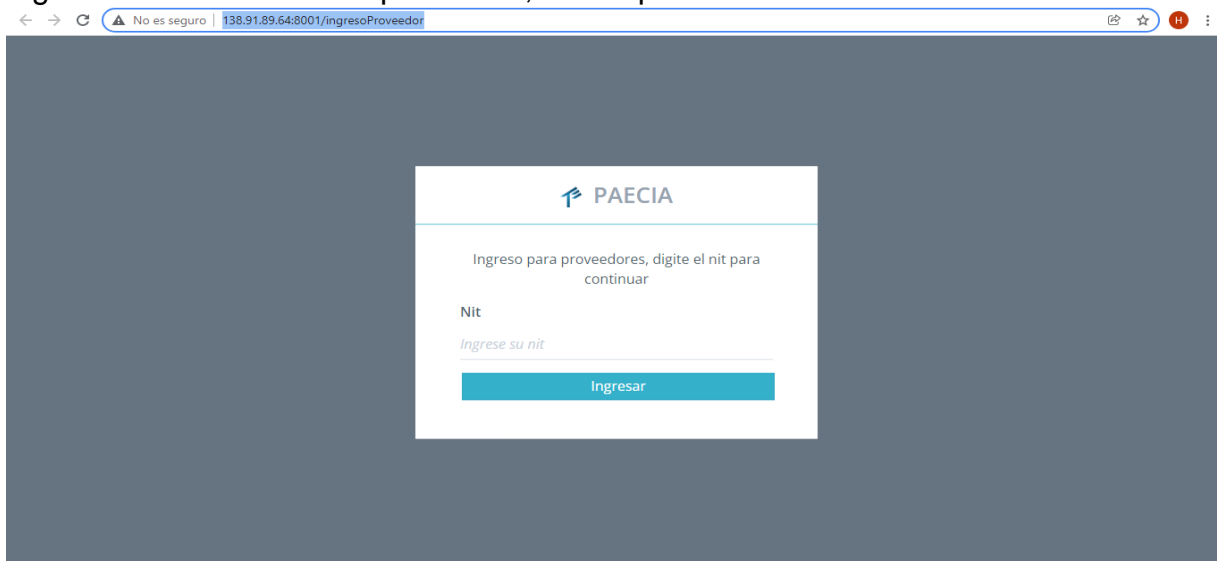 No es seguro | 138.91.89.64:8001/ingresoProveedor
H
PAECIA
Ingreso para proveedores, digite el nit para
continuar
Nit
Ingrese su nit
Ingresar